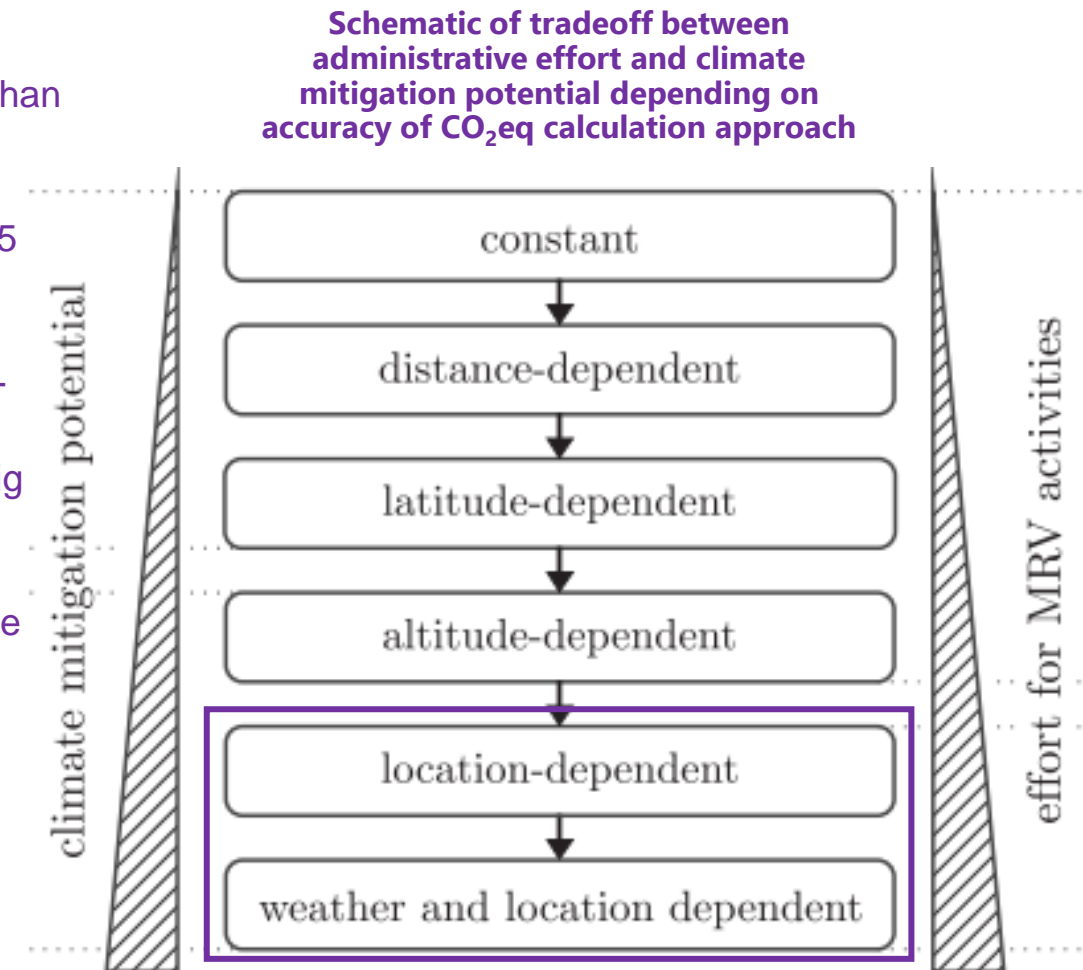 Schematic of tradeoff between
administrative effort and climate
mitigation potential depending on
accuracy of CO₂eq calculation approach
han
5
-
ig
e
climate mitigation potential
constant
distance-dependent
latitude-dependent
altitude-dependent
location-dependent
weather and location dependent
effort for MRV activities